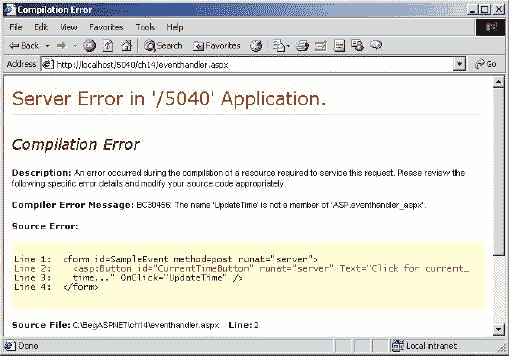 Compilation Error
File Edit View Favorites Tools Help
Back Search Favorites
Address http://localhost/5040/ch14/eventhandler.aspx Go
Server Error in '/5040' Application.
Compilation Error
Description: An error occurred during the compilation of a resource required to service this request. Please review the
following specific error details and modify your source code appropriately.
Compiler Error Message: BC30456: The name 'UpdateTime' is not a member of 'ASP.eventhandler_aspx'.
Source Error:
Line 1: <form id=SampleEvent method=post runat="server">
Line 2: <asp:Button id="CurrentTimeButton" runat="server" Text="Click for current_
Line 3: time..." OnClick="UpdateTime" />
Line 4: </form>
Source File: C:\BegASPNET\ch14\eventhandler.aspx Line: 2
Done Local intranet